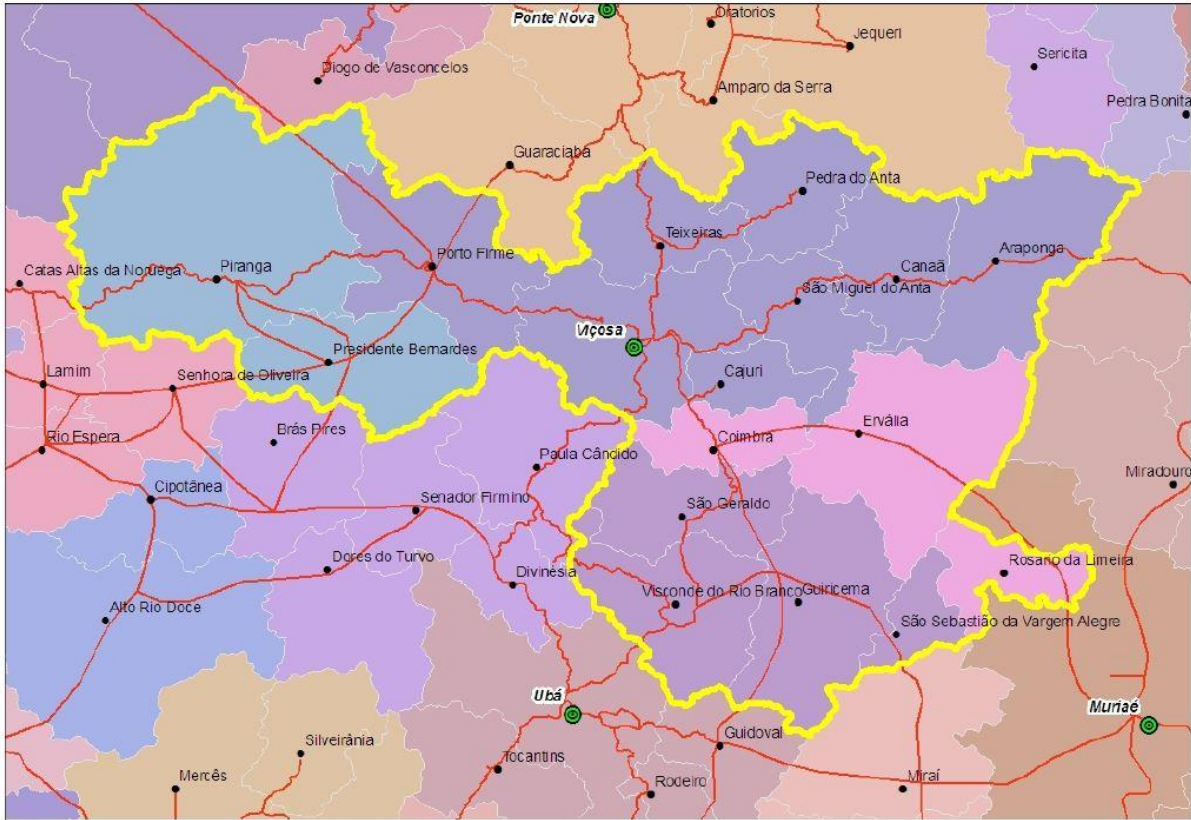 Ponte Nova
Oratorios
Jequeri
Sericita
Diogo de Vasconcelos
Amparo da Serra
Pedra Bonita
Guaraciaba
Pedra do Anta
Teixeiras
Porto Firme
Araponga
Catas Altas da Noruega
Piranga
Canaã
São Miguel do Anta
Viçosa
Presidente Bernardes
Lamim
Senhora de Oliveira
Cajuri
Brás Pires
Ervália
Rio Espera
Coimbra
Paula Cândido
Miradouro
Cipotânea
Senador Firmino
São Geraldo
Dores do Turvo
Rosario da Limeira
Divinésia
Visconde do Rio Branco
Guiricema
Alto Rio Doce
São Sebastião da Vargem Alegre
Ubá
Muriaé
Guidoval
Silveirânia
Tocantins
Mercês
Rodeiro
Miraí